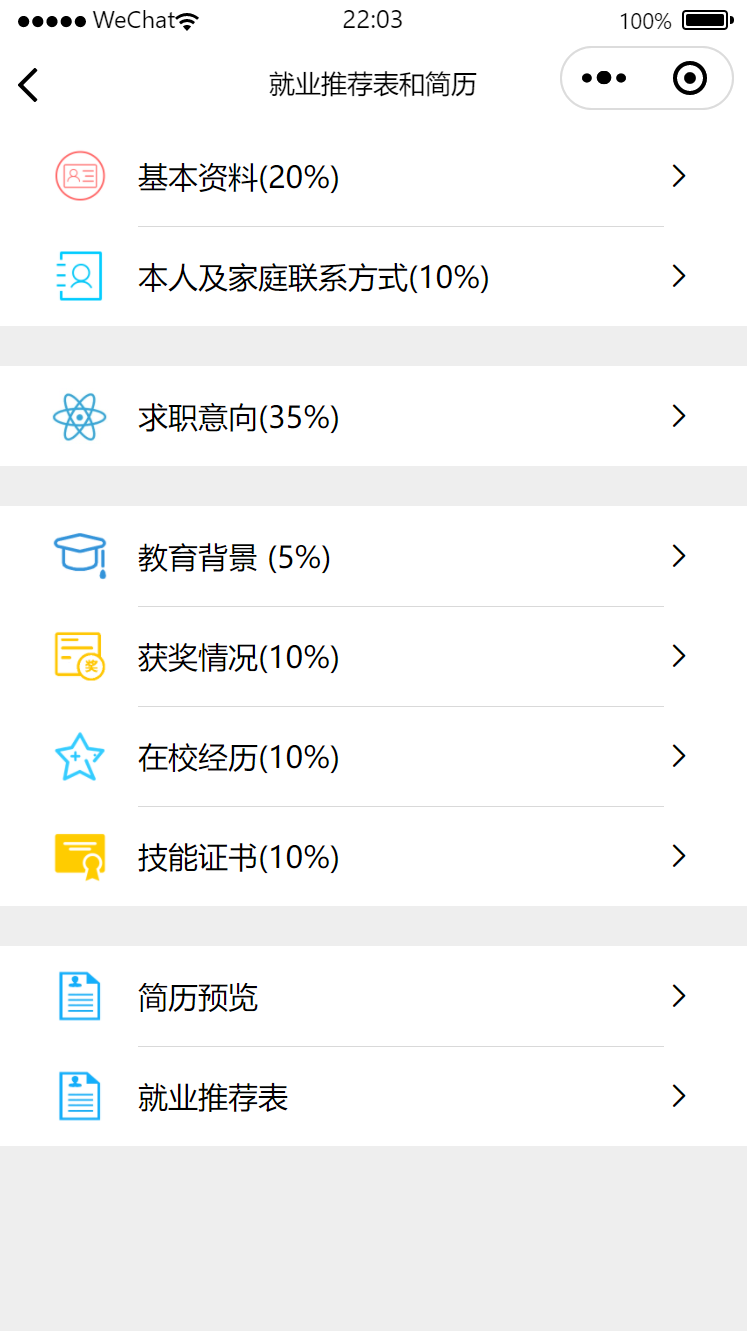 WeChat 22:03 100%
就业推荐表和简历
基本资料(20%)
本人及家庭联系方式(10%)
求职意向(35%)
教育背景 (5%)
奖
获奖情况(10%)
在校经历(10%)
技能证书(10%)
简历预览
就业推荐表